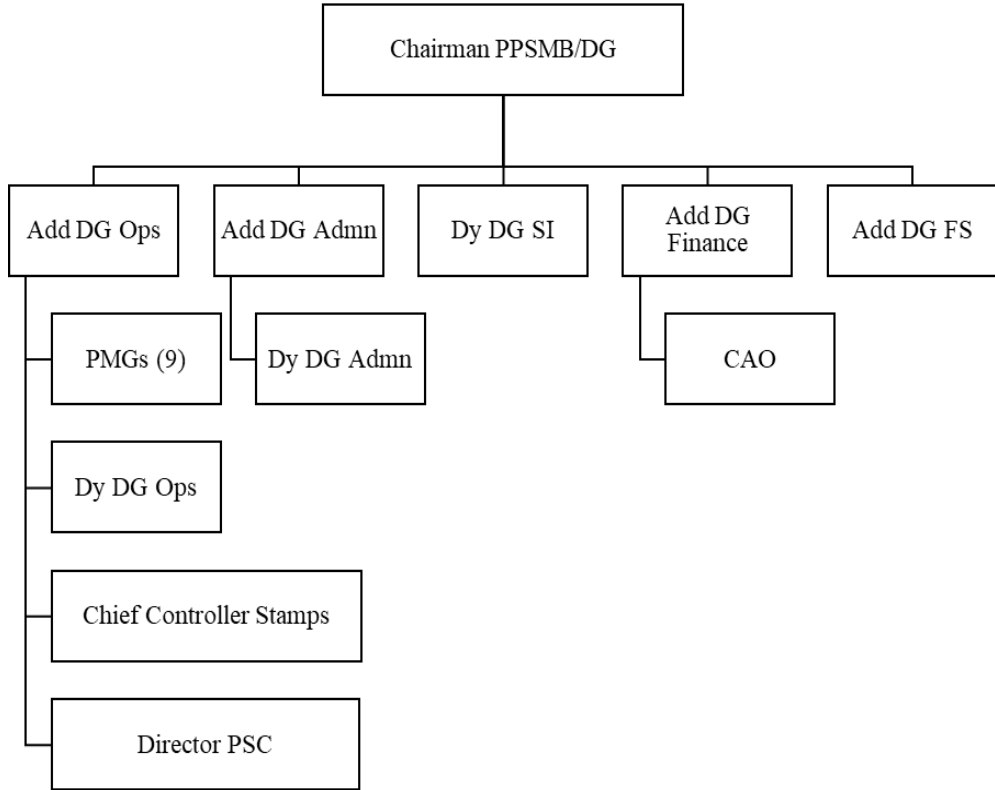 Chairman PPSMB/DG
Add DG Ops
Add DG Admn
Dy DG SI
Add DG
Finance
Add DG FS
PMGs (9)
Dy DG Admn
CAO
Dy DG Ops
Chief Controller Stamps
Director PSC